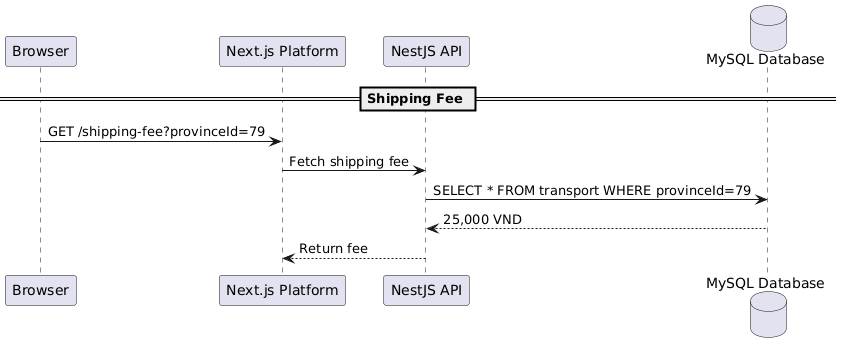 Browser
Next.js Platform
NestJS API
MySQL Database
Shipping Fee
GET /shipping-fee?provinceId=79
Fetch shipping fee
SELECT * FROM transport WHERE provinceId=79
25,000 VND
Return fee
Browser
Next.js Platform
NestJS API
MySQL Database